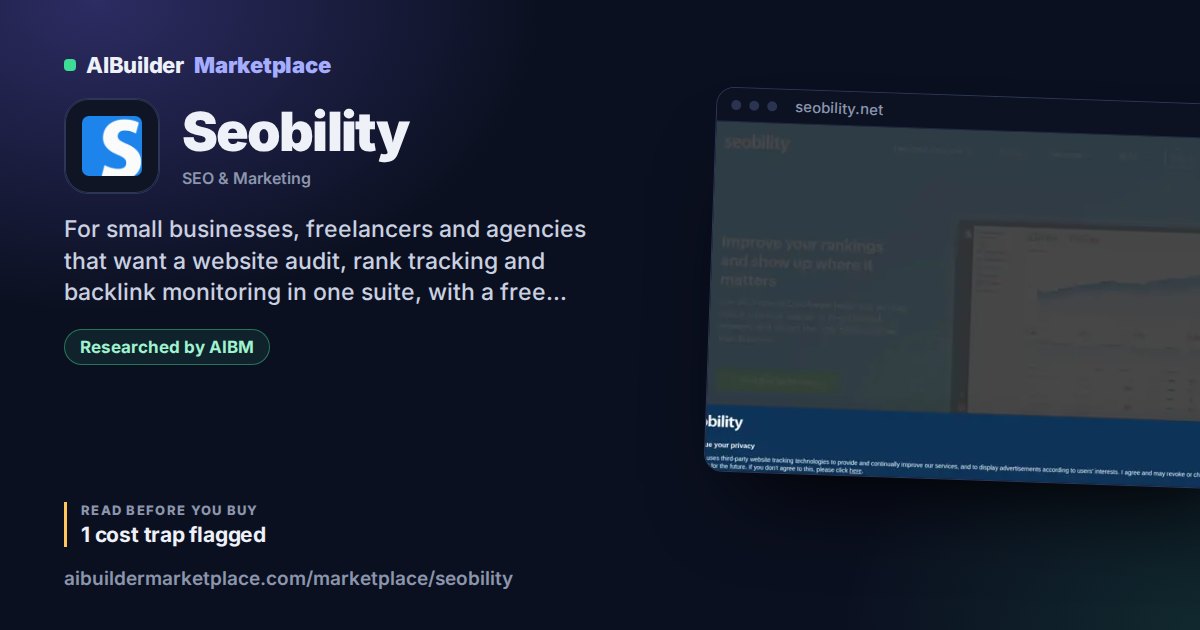 AIBuilder Marketplace
Seobility
SEO & Marketing
For small businesses, freelancers and agencies
that want a website audit, rank tracking and
backlink monitoring in one suite, with a free...
Researched by AIBM
READ BEFORE YOU BUY
1 cost trap flagged
aibuildermarketplace.com/marketplace/seobility
seobility.net
seobility
Improve your rankings
and show up where it
matters
bility
ue your privacy
uses third-party website tracking technologies to provide and continually improve our services, and to display advertisements according to users' interests. I agree and may revoke or
for the future. If you don't agree to this, please click here.